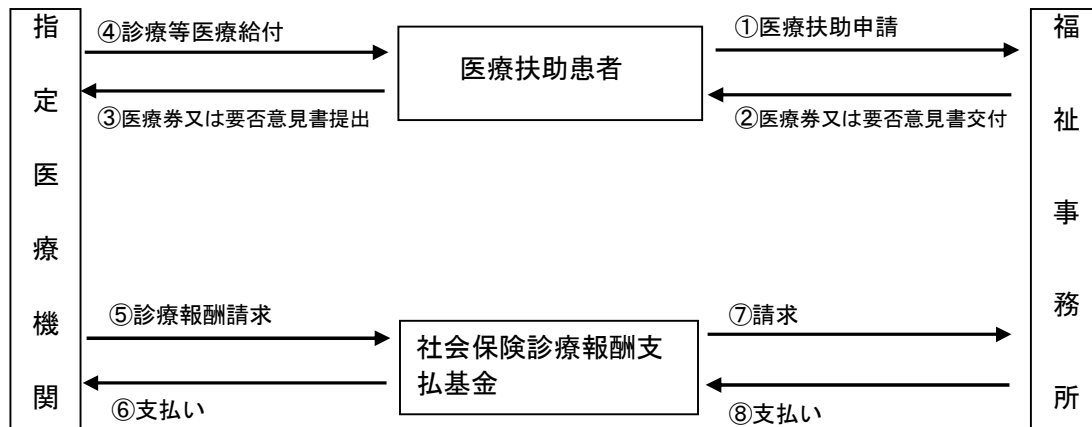 指定医療機関
④診療等医療給付
③医療券又は要否意見書提出
医療扶助患者
①医療扶助申請
②医療券又は要否意見書交付
福祉事務所
⑤診療報酬請求
⑥支払い
社会保険診療報酬支
払基金
⑦請求
⑧支払い